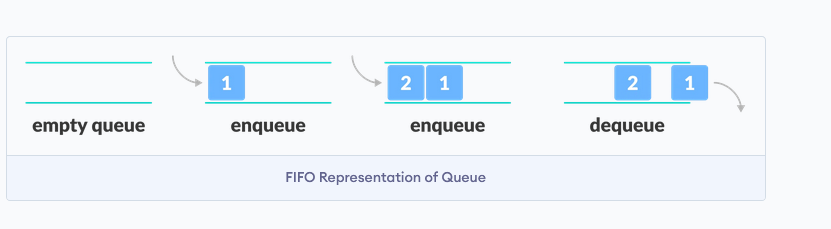 1
2 1
2 1
empty queue
enqueue
enqueue
dequeue
FIFO Representation of Queue